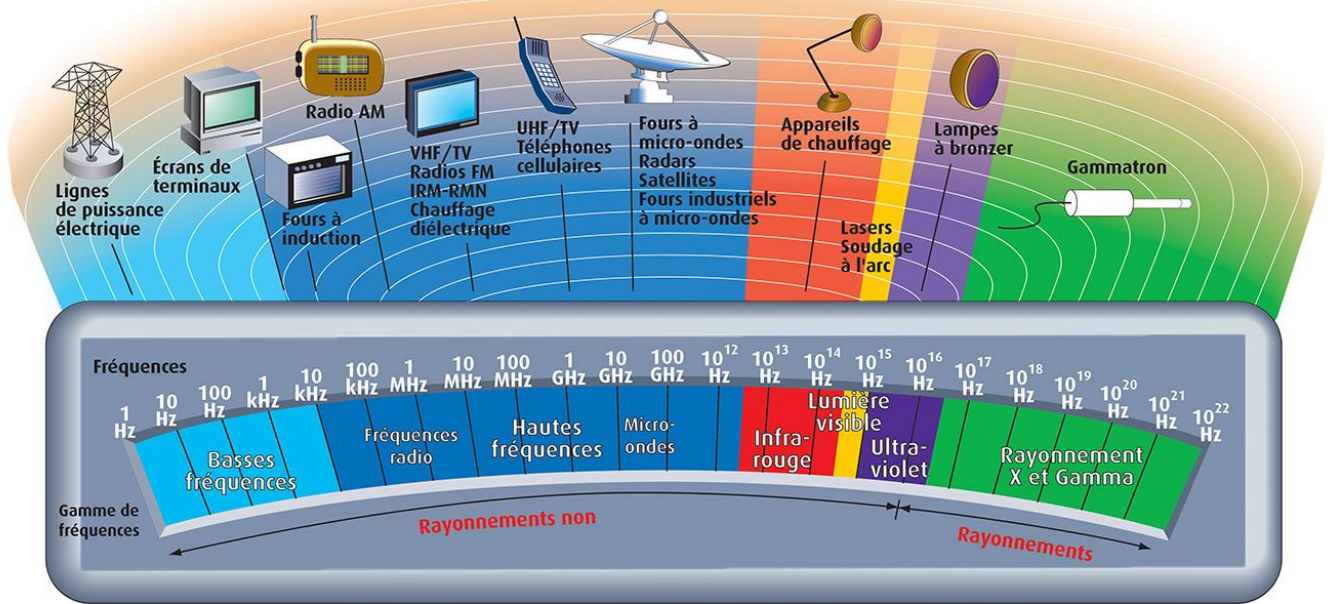 Lignes
de puissance
électrique
Écrans de
terminaux
Radio AM
Fours à
induction
VHF/TV
Radios FM
IRM-RMN
Chauffage
diélectrique
UHF/TV
Téléphones
cellulaires
Fours à
micro-ondes
Radars
Satellites
Fours industriels
à micro-ondes
Appareils
de chauffage
Lasers
Soudage
à l'arc
Lampes
à bronzer
Gammatron
Fréquences
1
Hz
10
Hz
100
Hz
1
kHz
10
kHz
100
kHz
1
MHz
10
MHz
100
MHz
1
GHz
10
GHz
100
GHz
10¹²
Hz
10¹³
Hz
10¹⁴
Hz
10¹⁵
Hz
10¹⁶
Hz
10¹⁷
Hz
10¹⁸
Hz
10¹⁹
Hz
10²⁰
Hz
10²¹
Hz
10²²
Hz
Basses
fréquences
Fréquences
radio
Hautes
fréquences
Micro-
ondes
Infra-
rouge
Lumière
visible
Ultra-
violet
Rayonnement
X et Gamma
Gamme de
fréquences
Rayonnements non
Rayonnements